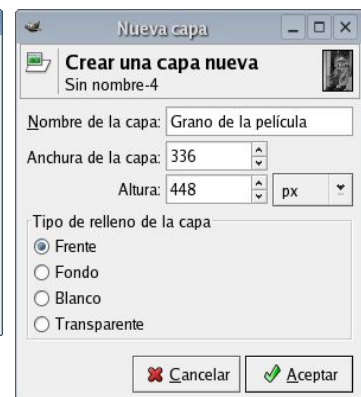 Nueva capa
Crear una capa nueva
Sin nombre-4
Nombre de la capa: Grano de la película
Anchura de la capa: 336
Altura: 448 px
Tipo de relleno de la capa
Frente
Fondo
Blanco
Transparente
Cancelar Aceptar